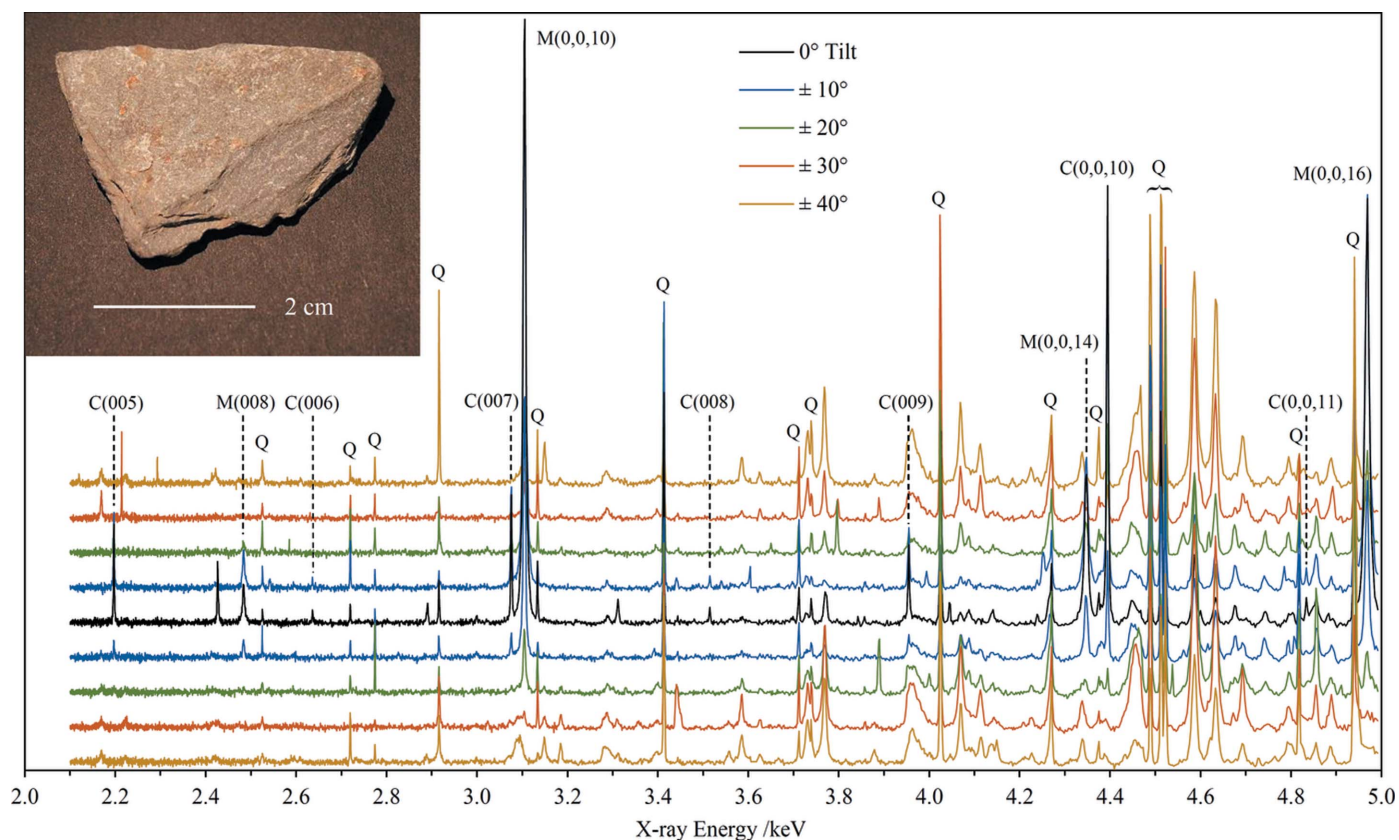 M(0,0,10)
0° Tilt
± 10°
± 20°
± 30°
± 40°
2 cm
C(0,0,10)
Q
M(0,0,16)
Q
Q
Q
Q
M(0,0,14)
C(005)
M(008)
C(006)
C(007)
C(008)
C(009)
C(0,0,11)
Q
Q
Q
Q
Q
Q
Q
Q
Q
2.0 2.2 2.4 2.6 2.8 3.0 3.2 3.4 3.6 3.8 4.0 4.2 4.4 4.6 4.8 5.0
X-ray Energy /keV